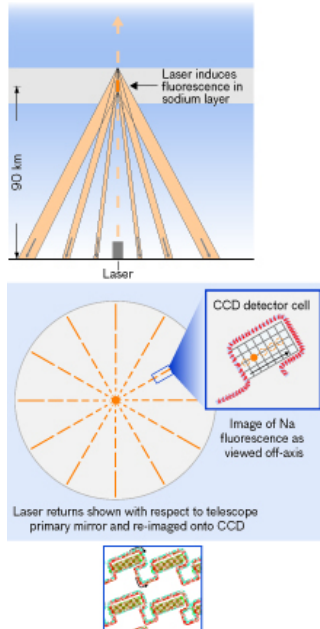 Laser induces
fluorescence in
sodium layer
90 km
Laser
CCD detector cell
Image of Na
fluorescence as
viewed off-axis
Laser returns shown with respect to telescope
primary mirror and re-imaged onto CCD